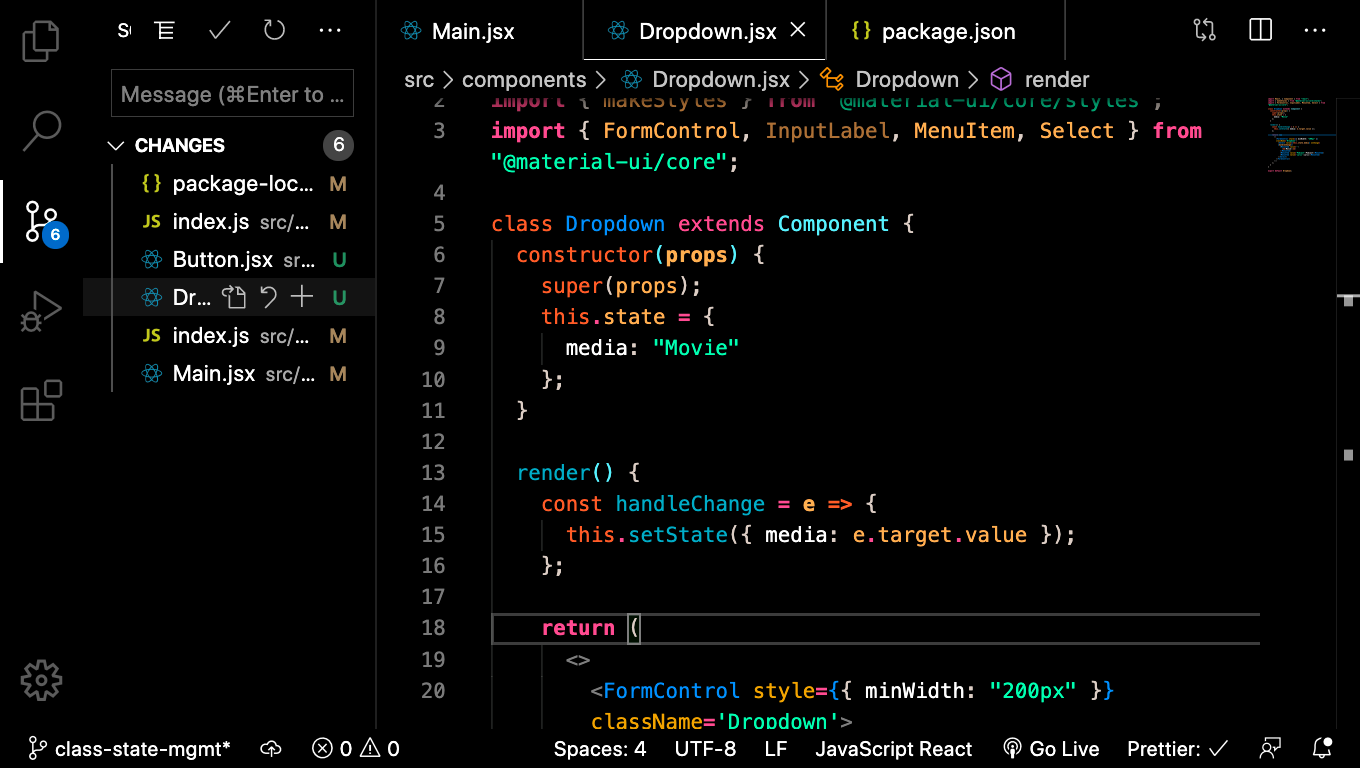 Main.jsx
Dropdown.jsx
{} package.json
Message (⌘Enter to ...
src > components > Dropdown.jsx > Dropdown > render
CHANGES 6
{} package-loc... M
JS index.js src/... M
Button.jsx sr... U
Dr... U
JS index.js src/... M
Main.jsx src/... M
6
2 import { makeStyles } from "@material-ui/core/styles";
3 import { FormControl, InputLabel, MenuItem, Select } from
"@material-ui/core";
4
5 class Dropdown extends Component {
6 constructor(props) {
7 super(props);
8 this.state = {
9 media: "Movie"
10 };
11 }
12
13 render() {
14 const handleChange = e => {
15 this.setState({ media: e.target.value });
16 };
17
18 return (
19 <>
20 <FormControl style={{ minWidth: "200px" }}
className='Dropdown'>
class-state-mgmt* 0 0 Spaces: 4 UTF-8 LF JavaScript React Go Live Prettier: ✓